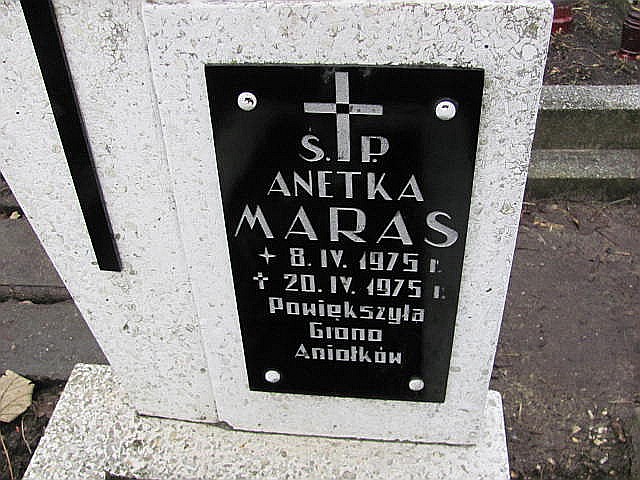 Ś. P.
ANETKA
MARAS
8. IV. 1975 r.
20. IV. 1975 r.
Powiększyła
Grono
Aniołków